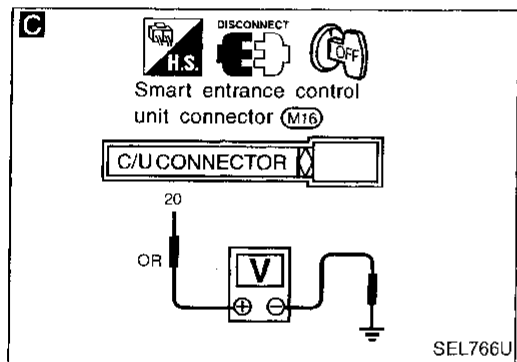 C
DISCONNECT
H.S.
OFF
Smart entrance control
unit connector M16
C/U CONNECTOR
20
OR
V
⊕ ⊖
SEL766U